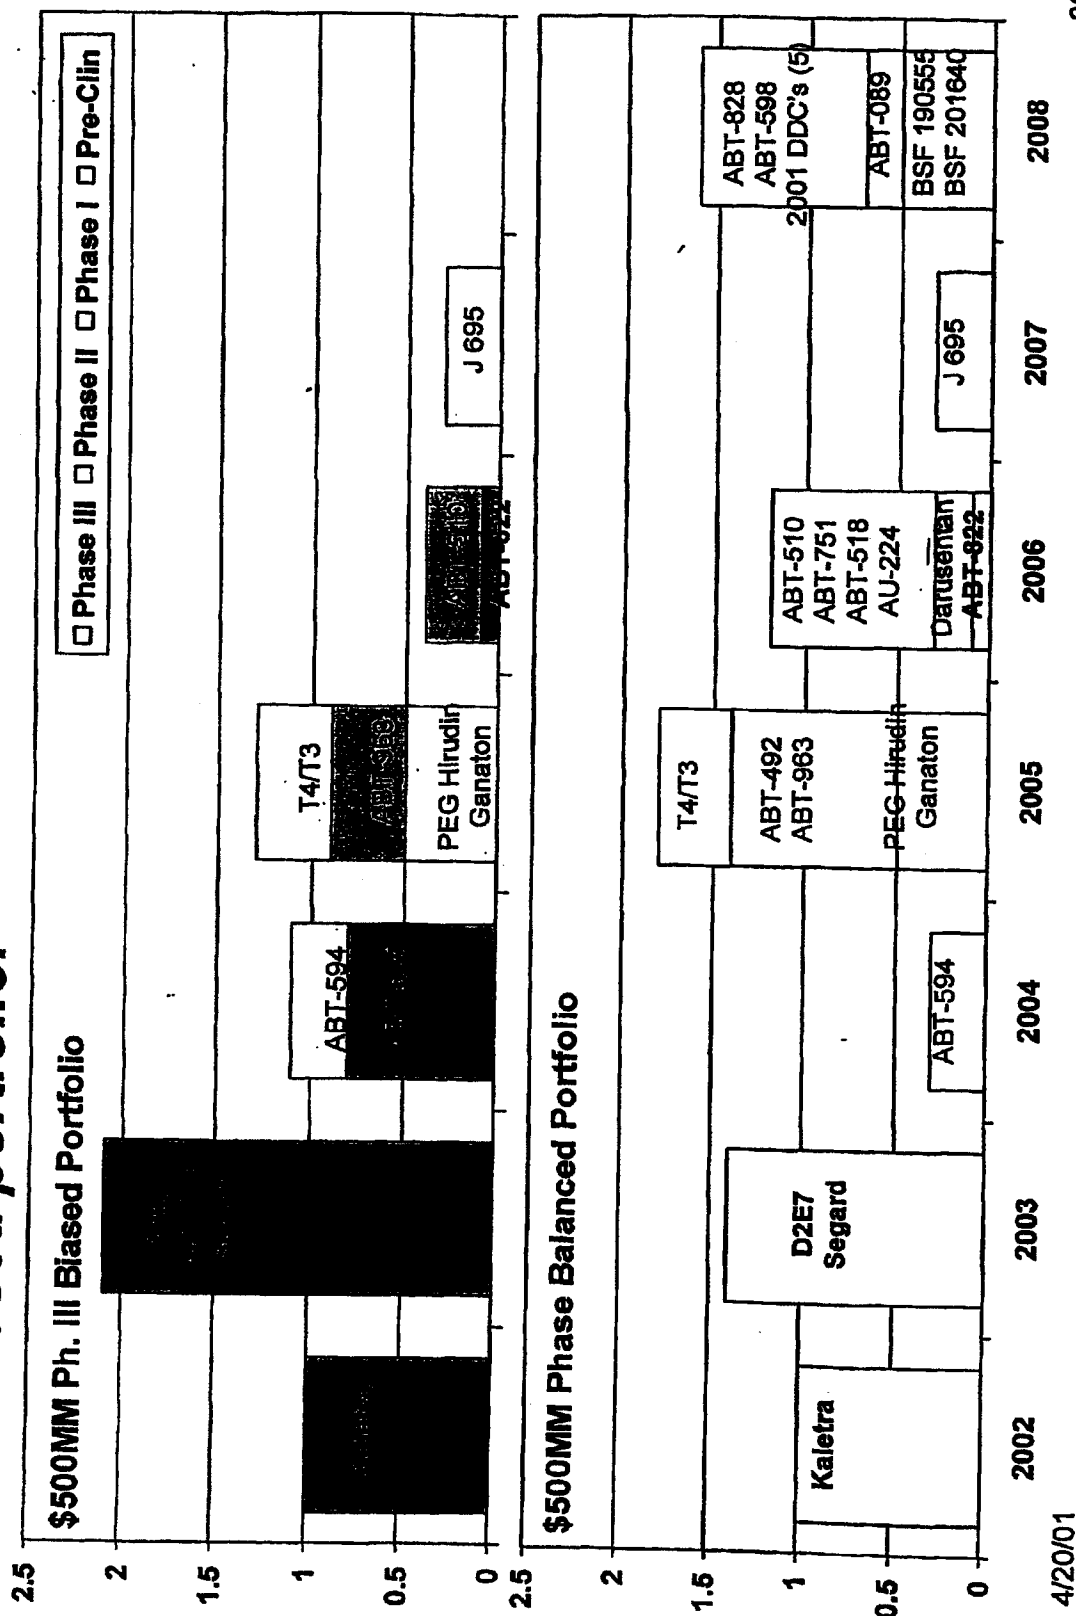 $500MM Ph. III Biased Portfolio
Phase III Phase II Phase I Pre-Clin
2.5
2
1.5
1
0.5
0
ABT-594
T4/T3
PEG Hirudin
Ganaton
ABT-822
J 695
$500MM Phase Balanced Portfolio
2.5
2
1.5
1
0.5
0
Kaletra
D2E7
Segard
ABT-594
T4/T3
ABT-492
ABT-963
PEG Hirudin
Ganaton
ABT-510
ABT-751
ABT-518
AU-224
Darusentan
ABT-822
J 695
ABT-828
ABT-598
2001 DDC's (5)
ABT-089
BSF 190555
BSF 201640
2002
2003
2004
2005
2006
2007
2008
4/20/01